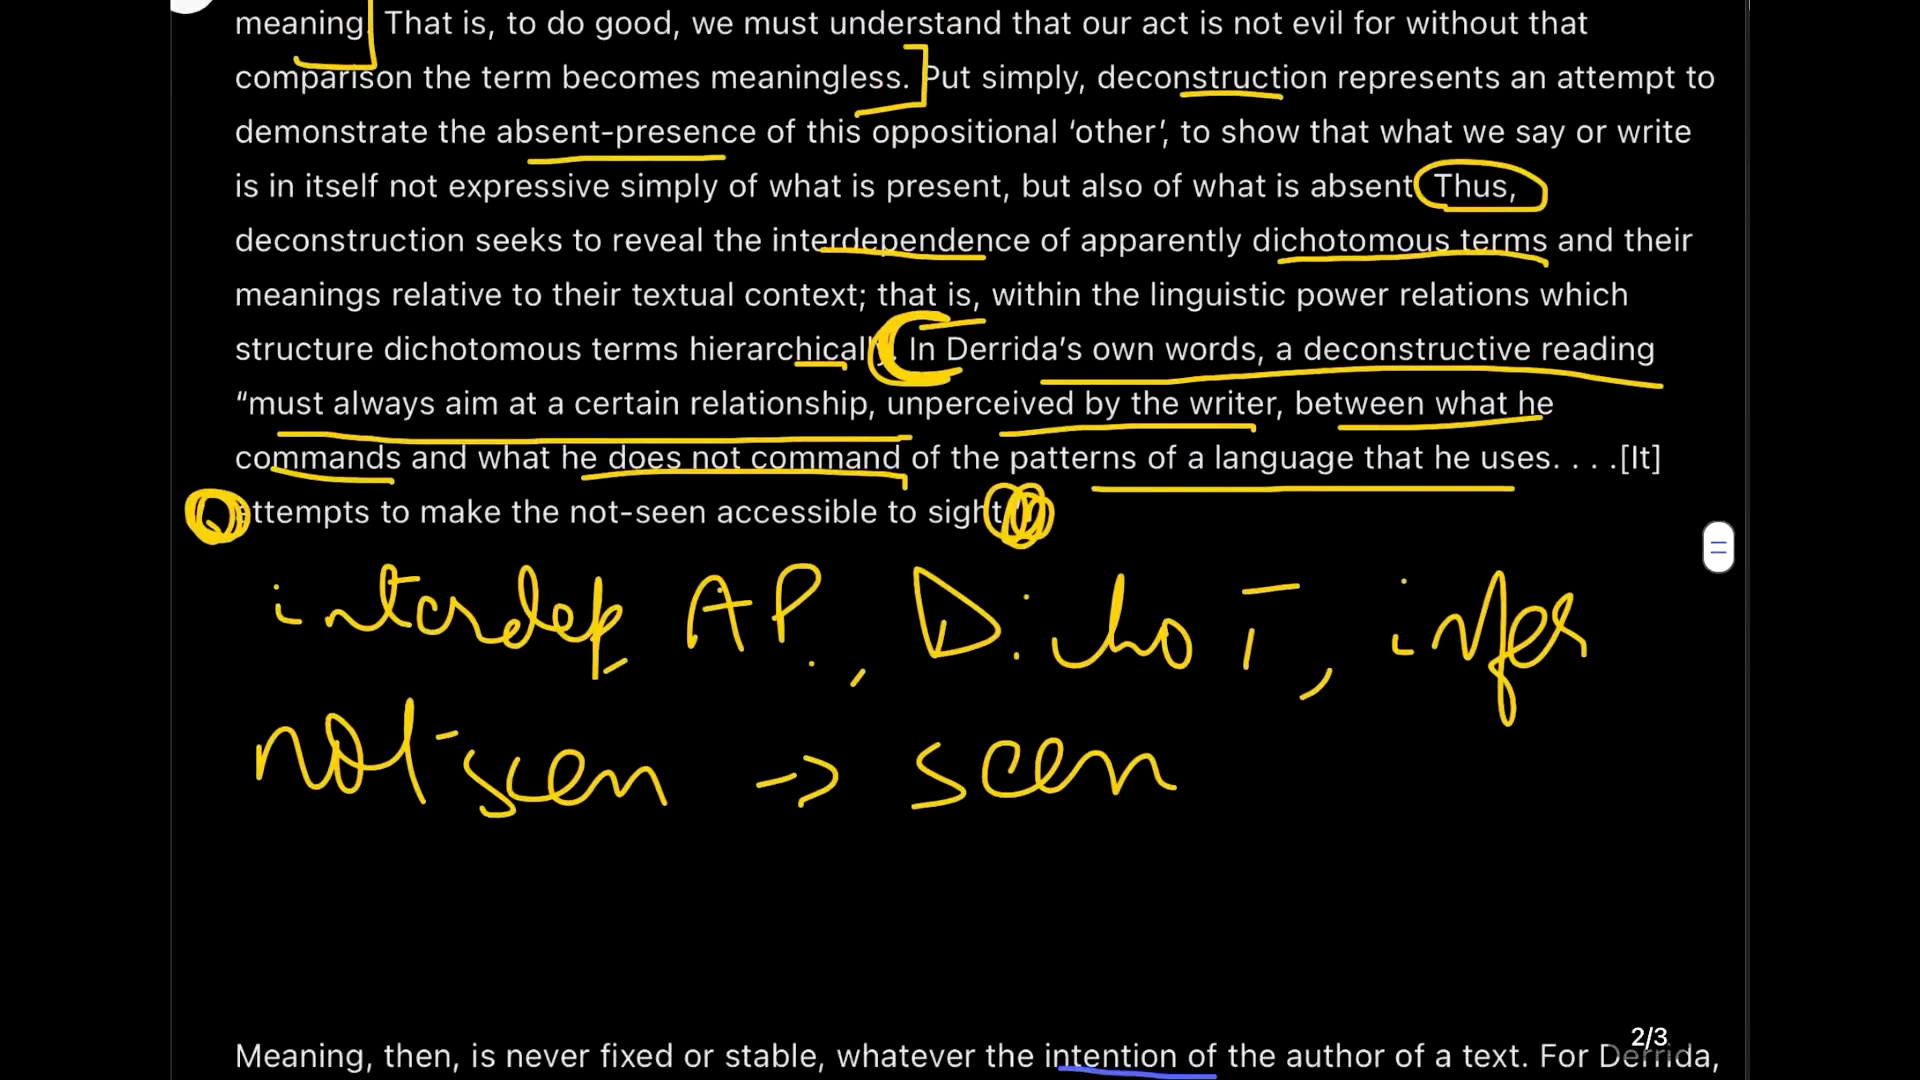 meaning. That is, to do good, we must understand that our act is not evil for without that
comparison the term becomes meaningless. Put simply, deconstruction represents an attempt to
demonstrate the absent-presence of this oppositional ‘other’, to show that what we say or write
is in itself not expressive simply of what is present, but also of what is absent. Thus,
deconstruction seeks to reveal the interdependence of apparently dichotomous terms and their
meanings relative to their textual context; that is, within the linguistic power relations which
structure dichotomous terms hierarchically. In Derrida’s own words, a deconstructive reading
“must always aim at a certain relationship, unperceived by the writer, between what he
commands and what he does not command of the patterns of a language that he uses. . . .[It]
attempts to make the not-seen accessible to sight.”
interdep, AP., Dicho T, infer
not-seen -> seen
2/3
Meaning, then, is never fixed or stable, whatever the intention of the author of a text. For Derrida,